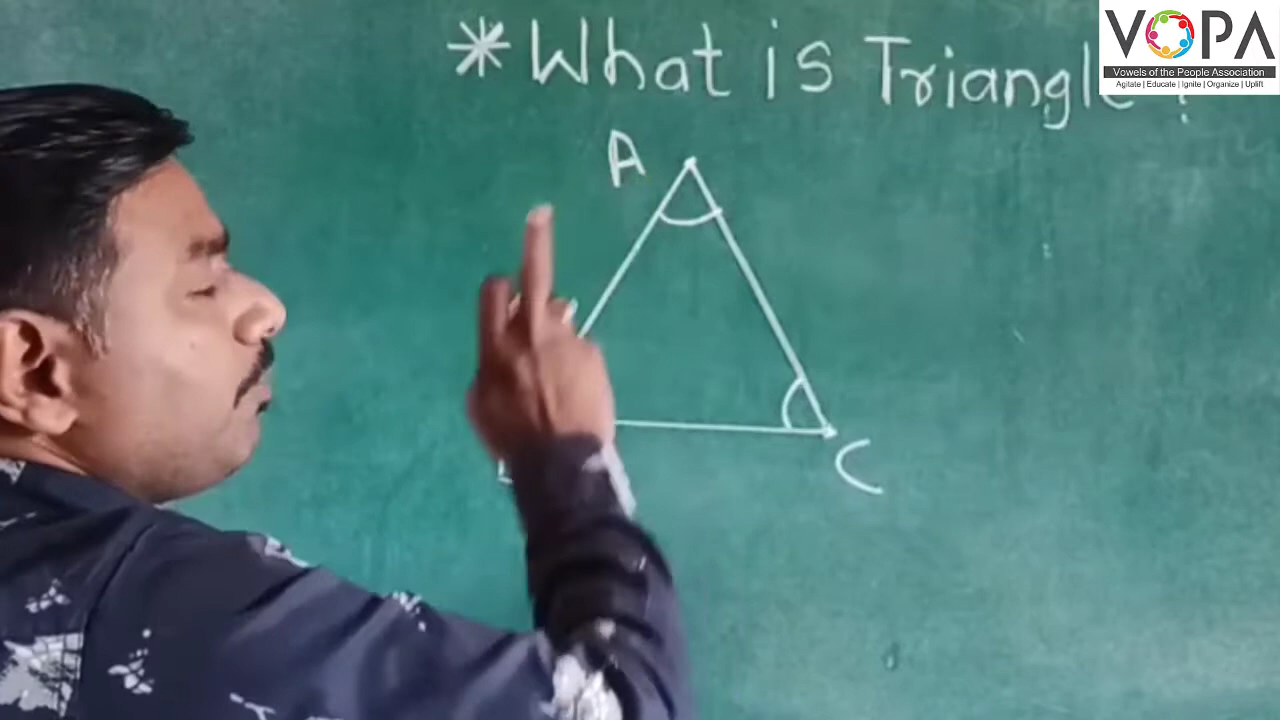 VOPA
Vowels of the People Association
Agitate | Educate | Ignite | Organize | Uplift
*What is Triangle ?
A
C